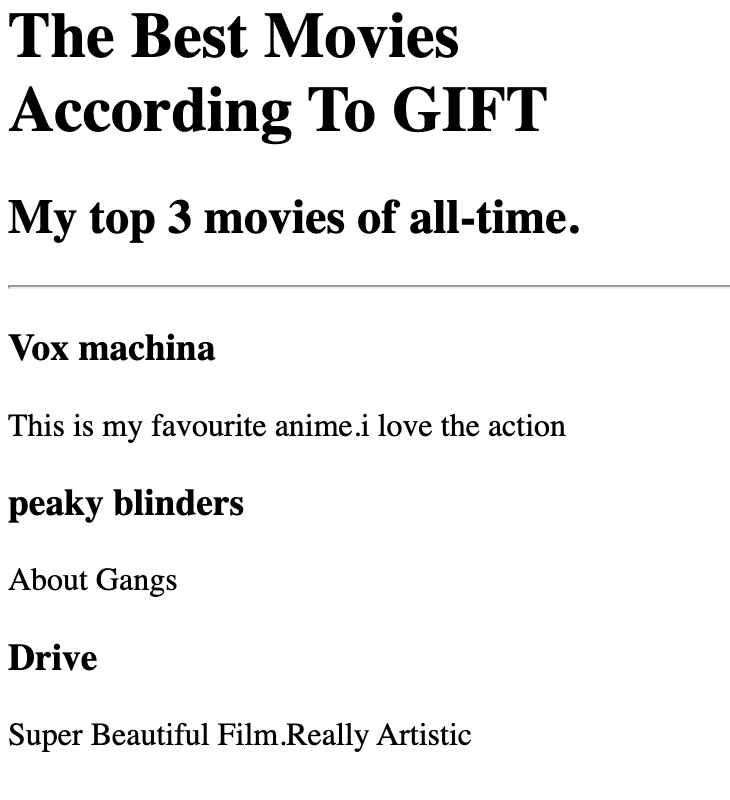 The Best Movies
According To GIFT
My top 3 movies of all-time.
Vox machina
This is my favourite anime.i love the action
peaky blinders
About Gangs
Drive
Super Beautiful Film.Really Artistic